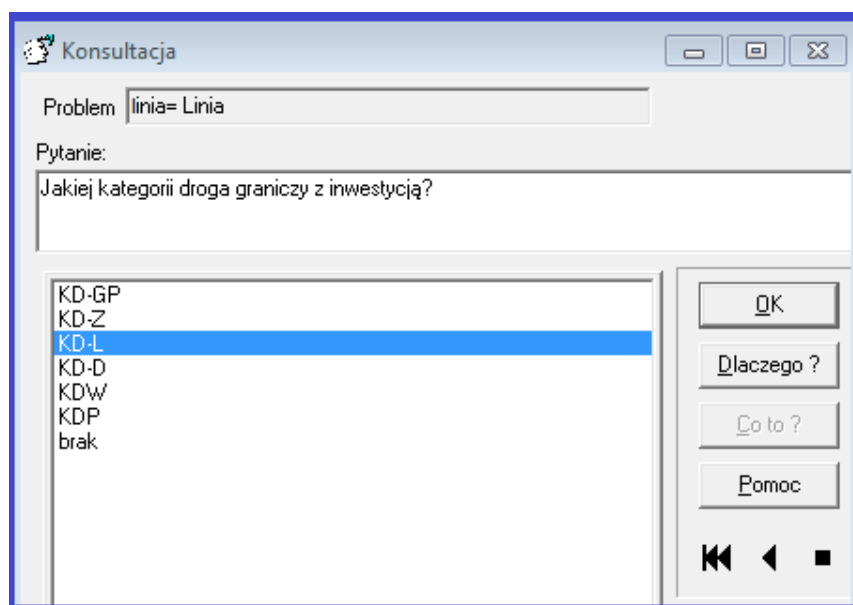 Konsultacja
Problem linia= Linia
Pytanie:
Jakiej kategorii droga graniczy z inwestycją?
KD-GP
KD-Z
KD-L
KD-D
KDW
KDP
brak
OK
Dlaczego ?
Co to ?
Pomoc